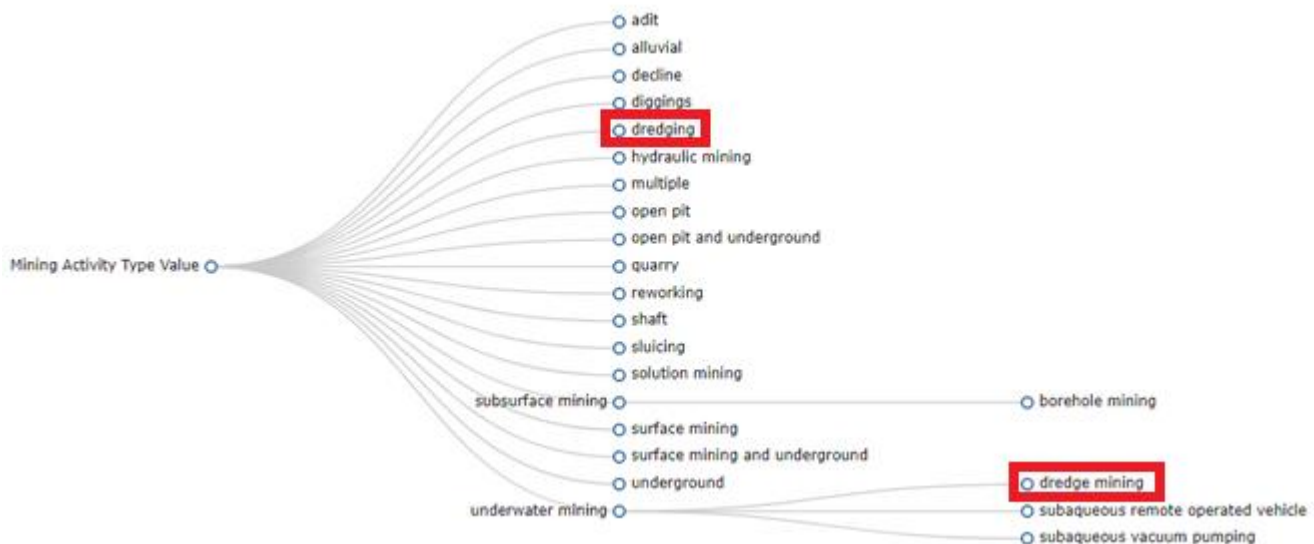 adit
alluvial
decline
diggings
dredging
hydraulic mining
multiple
open pit
open pit and underground
Mining Activity Type Value
quarry
reworking
shaft
sluicing
solution mining
subsurface mining
borehole mining
surface mining
surface mining and underground
underground
dredge mining
underwater mining
subaqueous remote operated vehicle
subaqueous vacuum pumping